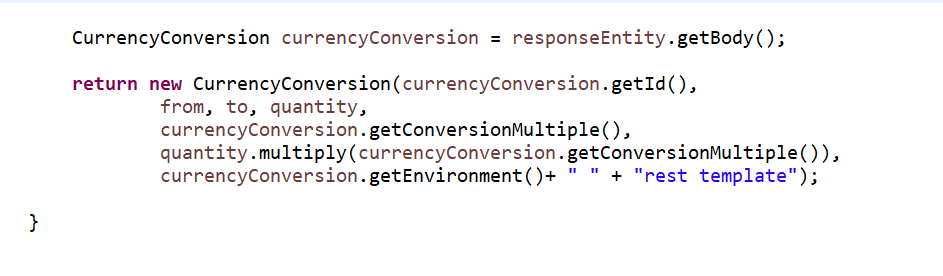 CurrencyConversion currencyConversion = responseEntity.getBody();
return new CurrencyConversion(currencyConversion.getId(),
from, to, quantity,
currencyConversion.getConversionMultiple(),
quantity.multiply(currencyConversion.getConversionMultiple()),
currencyConversion.getEnvironment()+ " " + "rest template");
}